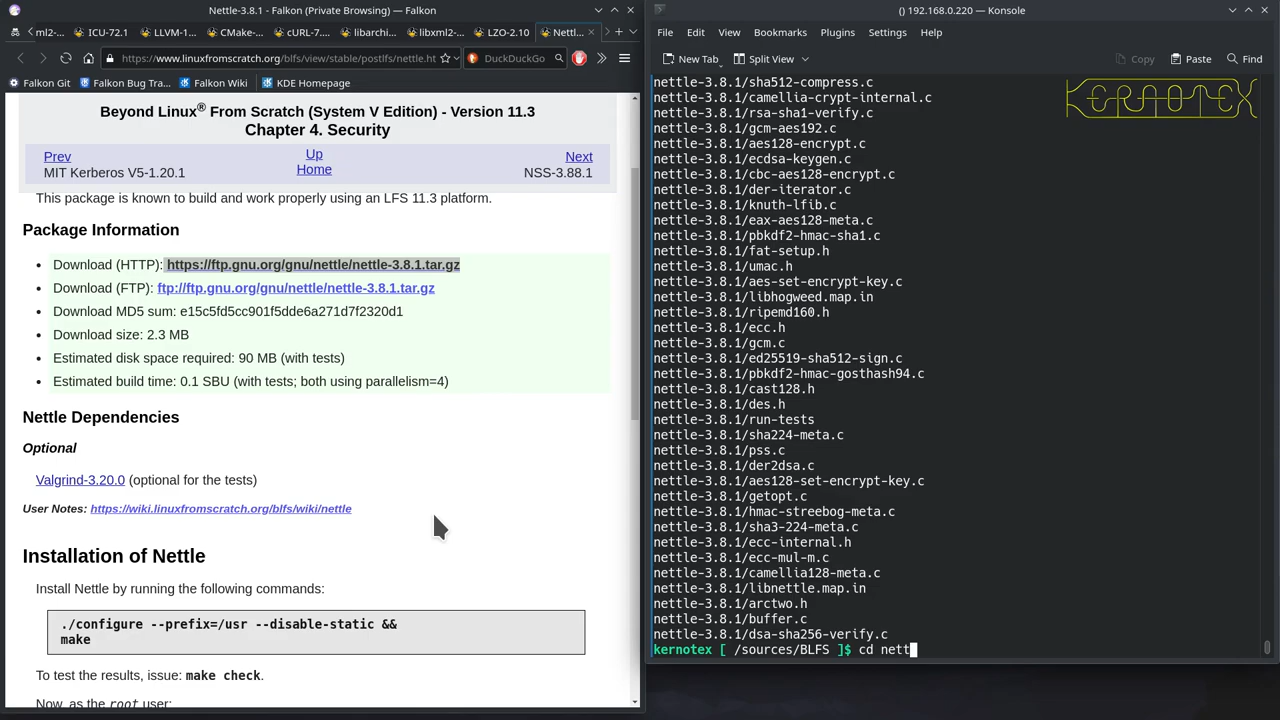 Nettle-3.8.1 - Falkon (Private Browsing) — Falkon
ml2-...
ICU-72.1
LLVM-1...
CMake-...
cURL-7....
libarchi...
libxml2-...
LZO-2.10
Nettl...
https://www.linuxfromscratch.org/blfs/view/stable/postlfs/nettle.ht
DuckDuckGo
Falkon Git
Falkon Bug Tra...
Falkon Wiki
KDE Homepage
Beyond Linux® From Scratch (System V Edition) - Version 11.3
Chapter 4. Security
Prev
Up
Next
MIT Kerberos V5-1.20.1
Home
NSS-3.88.1
This package is known to build and work properly using an LFS 11.3 platform.
Package Information
Download (HTTP): https://ftp.gnu.org/gnu/nettle/nettle-3.8.1.tar.gz
Download (FTP): ftp://ftp.gnu.org/gnu/nettle/nettle-3.8.1.tar.gz
Download MD5 sum: e15c5fd5cc901f5dde6a271d7f2320d1
Download size: 2.3 MB
Estimated disk space required: 90 MB (with tests)
Estimated build time: 0.1 SBU (with tests; both using parallelism=4)
Nettle Dependencies
Optional
Valgrind-3.20.0 (optional for the tests)
User Notes: https://wiki.linuxfromscratch.org/blfs/wiki/nettle
Installation of Nettle
Install Nettle by running the following commands:
./configure --prefix=/usr --disable-static &&
make
To test the results, issue: make check.
Now, as the root user:
() 192.168.0.220 — Konsole
File Edit View Bookmarks Plugins Settings Help
New Tab Split View Copy Paste Find
KERNOTEX
nettle-3.8.1/sha512-compress.c
nettle-3.8.1/camellia-crypt-internal.c
nettle-3.8.1/rsa-sha1-verify.c
nettle-3.8.1/gcm-aes192.c
nettle-3.8.1/aes128-encrypt.c
nettle-3.8.1/ecdsa-keygen.c
nettle-3.8.1/cbc-aes128-encrypt.c
nettle-3.8.1/der-iterator.c
nettle-3.8.1/knuth-lfib.c
nettle-3.8.1/eax-aes128-meta.c
nettle-3.8.1/pbkdf2-hmac-sha1.c
nettle-3.8.1/fat-setup.h
nettle-3.8.1/umac.h
nettle-3.8.1/aes-set-encrypt-key.c
nettle-3.8.1/libhogweed.map.in
nettle-3.8.1/ripemd160.h
nettle-3.8.1/ecc.h
nettle-3.8.1/gcm.c
nettle-3.8.1/ed25519-sha512-sign.c
nettle-3.8.1/pbkdf2-hmac-gosthash94.c
nettle-3.8.1/cast128.h
nettle-3.8.1/des.h
nettle-3.8.1/run-tests
nettle-3.8.1/sha224-meta.c
nettle-3.8.1/pss.c
nettle-3.8.1/der2dsa.c
nettle-3.8.1/aes128-set-encrypt-key.c
nettle-3.8.1/getopt.c
nettle-3.8.1/hmac-streebog-meta.c
nettle-3.8.1/sha3-224-meta.c
nettle-3.8.1/ecc-internal.h
nettle-3.8.1/ecc-mul-m.c
nettle-3.8.1/camellia128-meta.c
nettle-3.8.1/libnettle.map.in
nettle-3.8.1/arctwo.h
nettle-3.8.1/buffer.c
nettle-3.8.1/dsa-sha256-verify.c
kernotex [ /sources/BLFS ]$ cd nett